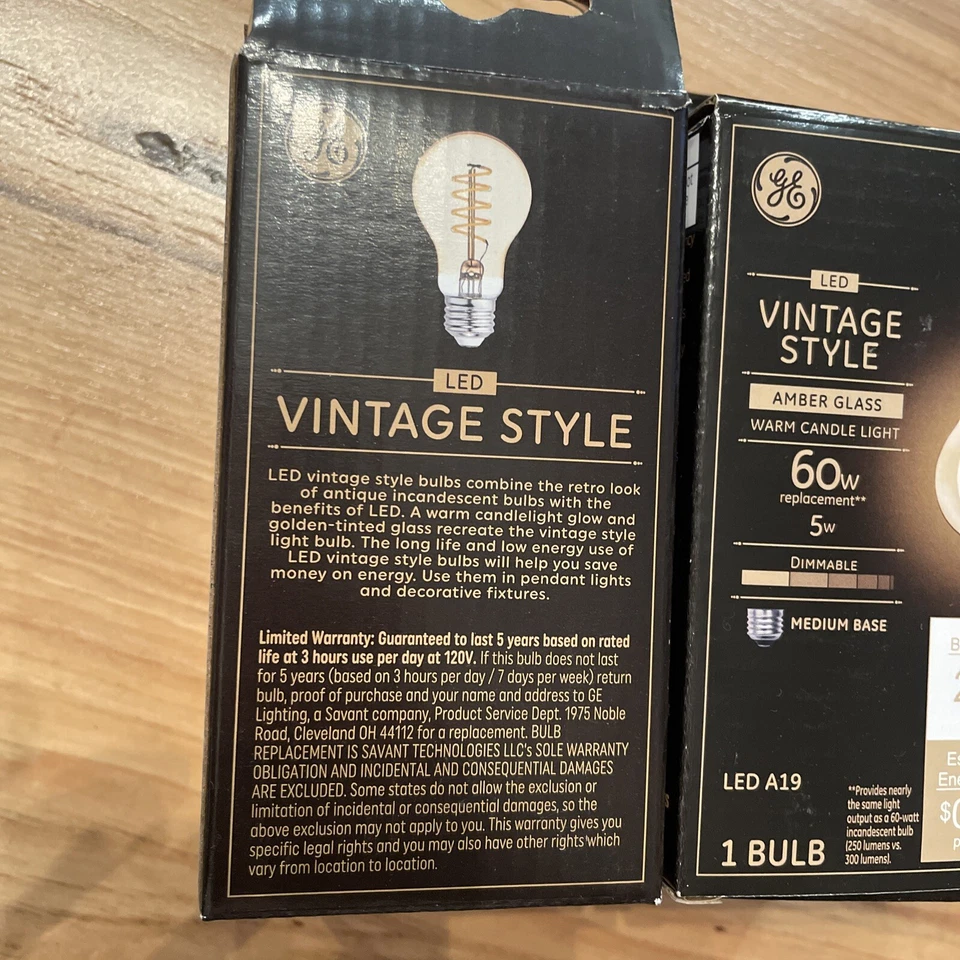 GE
LED
VINTAGE STYLE
LED vintage style bulbs combine the retro look
of antique incandescent bulbs with the
benefits of LED. A warm candlelight glow and
golden-tinted glass recreate the vintage style
light bulb. The long life and low energy use of
LED vintage style bulbs will help you save
money on energy. Use them in pendant lights
and decorative fixtures.
Limited Warranty: Guaranteed to last 5 years based on rated
life at 3 hours use per day at 120V. If this bulb does not last
for 5 years (based on 3 hours per day / 7 days per week) return
bulb, proof of purchase and your name and address to GE
Lighting, a Savant company, Product Service Dept. 1975 Noble
Road, Cleveland OH 44112 for a replacement. BULB
REPLACEMENT IS SAVANT TECHNOLOGIES LLC's SOLE WARRANTY
OBLIGATION AND INCIDENTAL AND CONSEQUENTIAL DAMAGES
ARE EXCLUDED. Some states do not allow the exclusion or
limitation of incidental or consequential damages, so the
above exclusion may not apply to you. This warranty gives you
specific legal rights and you may also have other rights which
vary from location to location.
GE
LED
VINTAGE
STYLE
AMBER GLASS
WARM CANDLE LIGHT
60W
replacement**
5W
DIMMABLE
MEDIUM BASE
LED A19
1 BULB
**Provides nearly
the same light
output as a 60-watt
incandescent bulb
(250 lumens vs.
300 lumens).